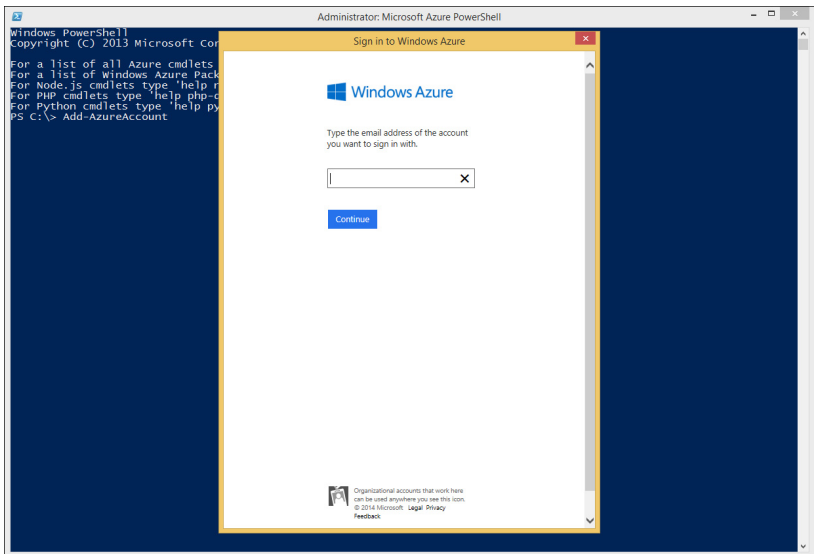 Administrator: Microsoft Azure PowerShell
Windows PowerShell
Copyright (C) 2013 Microsoft Cor
For a list of all Azure cmdlets
For a list of Windows Azure Pack
For Node.js cmdlets type 'help n
For PHP cmdlets type 'help php-c
For Python cmdlets type 'help py
PS C:\> Add-AzureAccount
Sign in to Windows Azure
Windows Azure
Type the email address of the account
you want to sign in with.
Continue
Organizational accounts that work here
can be used anywhere you see this icon.
© 2014 Microsoft Legal Privacy
Feedback